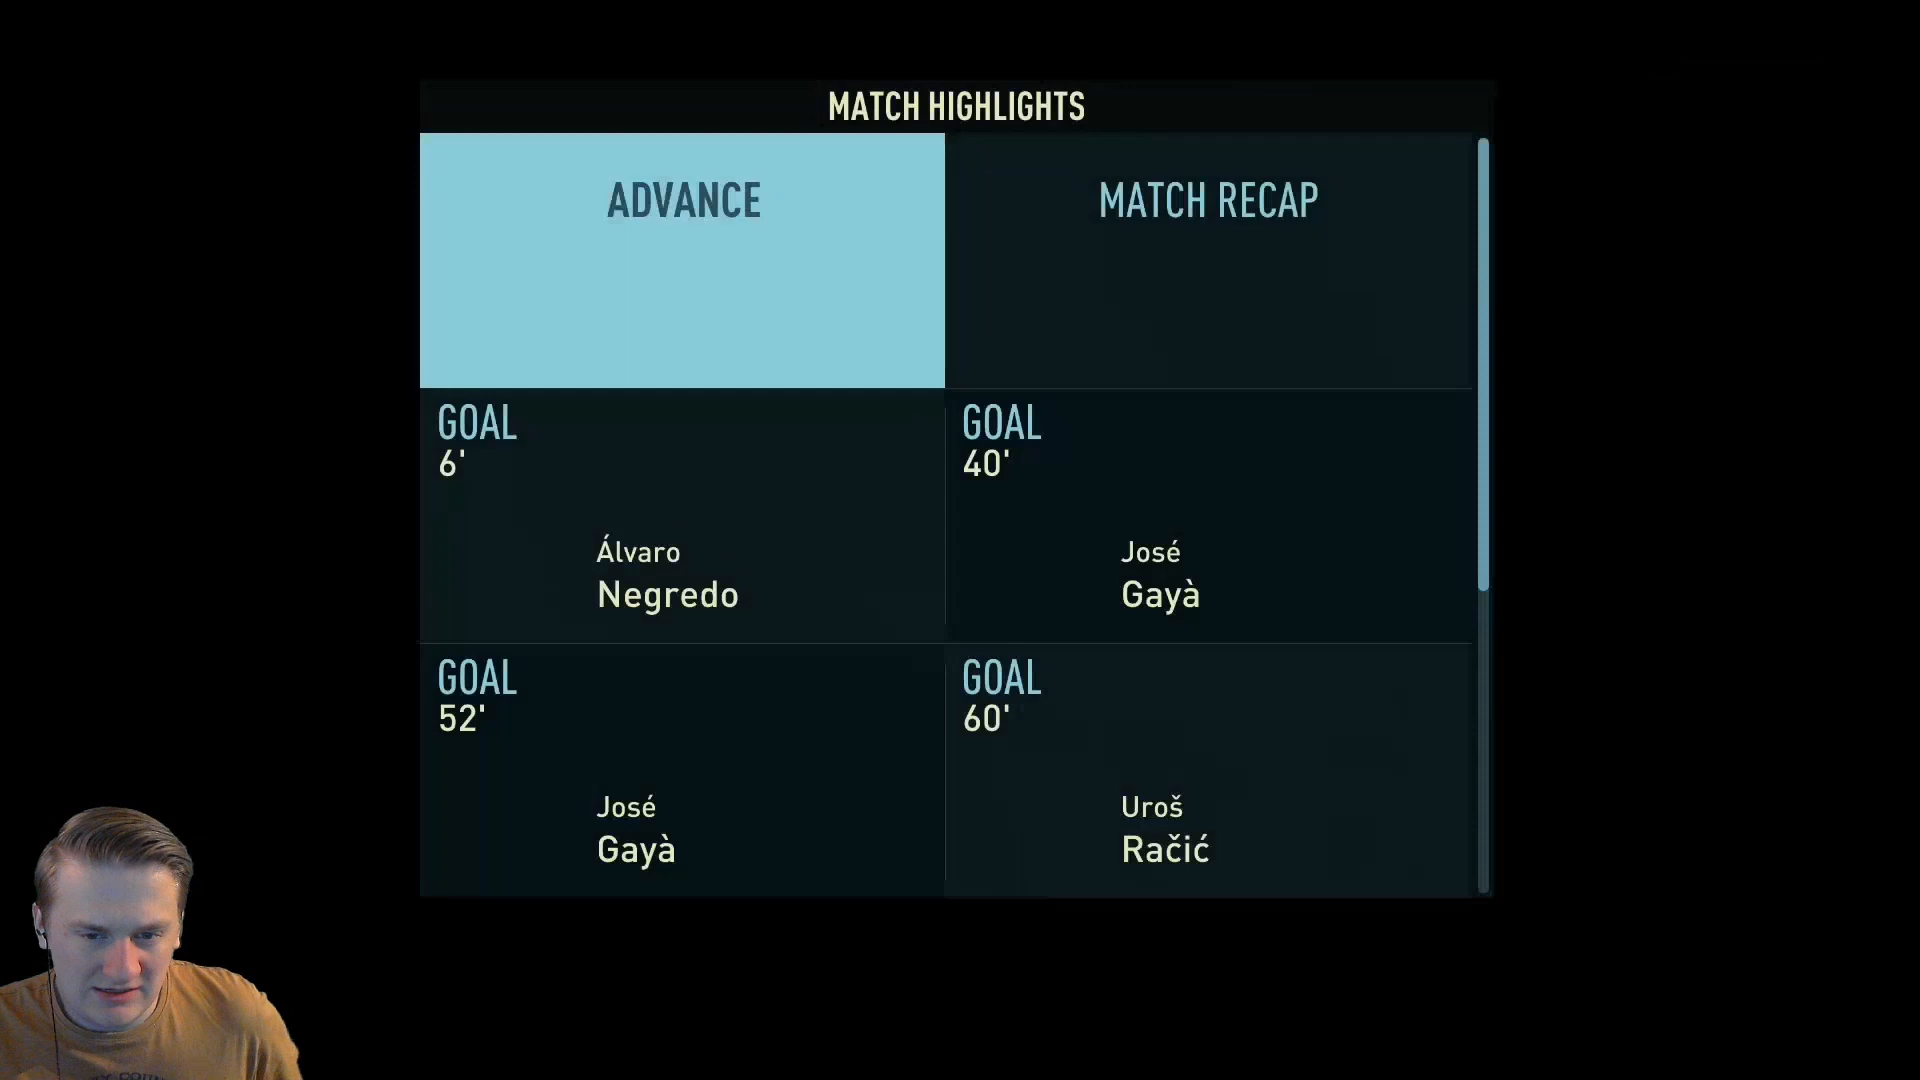 MATCH HIGHLIGHTS
ADVANCE
MATCH RECAP
GOAL
6'
Álvaro
Negredo
GOAL
40'
José
Gayà
GOAL
52'
José
Gayà
GOAL
60'
Uroš
Račić